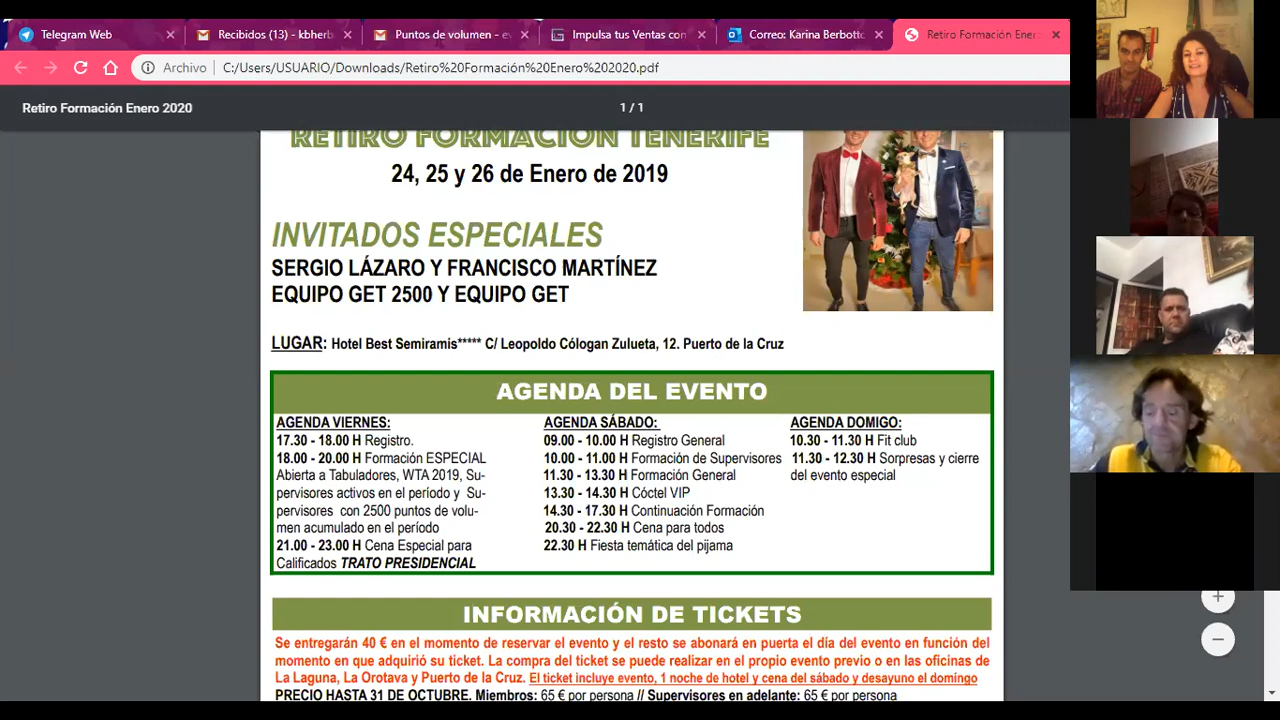 Telegram Web
Recibidos (13) - kbherb
Puntos de volumen - ev
Impulsa tus Ventas con
Correo: Karina Berbotto
Retiro Formación Ener
Archivo | C:/Users/USUARIO/Downloads/Retiro%20Formación%20Enero%202020.pdf
Retiro Formación Enero 2020
1 / 1
RETIRO FORMACIÓN TENERIFE
24, 25 y 26 de Enero de 2019
INVITADOS ESPECIALES
SERGIO LÁZARO Y FRANCISCO MARTÍNEZ
EQUIPO GET 2500 Y EQUIPO GET
LUGAR: Hotel Best Semiramis***** C/ Leopoldo Cólogan Zulueta, 12. Puerto de la Cruz
AGENDA DEL EVENTO
AGENDA VIERNES:
17.30 - 18.00 H Registro.
18.00 - 20.00 H Formación ESPECIAL
Abierta a Tabuladores, WTA 2019, Su-
pervisores activos en el período y Su-
pervisores con 2500 puntos de volu-
men acumulado en el período
21.00 - 23.00 H Cena Especial para
Calificados TRATO PRESIDENCIAL
AGENDA SÁBADO:
09.00 - 10.00 H Registro General
10.00 - 11.00 H Formación de Supervisores
11.30 - 13.30 H Formación General
13.30 - 14.30 H Cóctel VIP
14.30 - 17.30 H Continuación Formación
20.30 - 22.30 H Cena para todos
22.30 H Fiesta temática del pijama
AGENDA DOMIGO:
10.30 - 11.30 H Fit club
11.30 - 12.30 H Sorpresas y cierre
del evento especial
INFORMACIÓN DE TICKETS
Se entregarán 40 € en el momento de reservar el evento y el resto se abonará en puerta el día del evento en función del
momento en que adquirió su ticket. La compra del ticket se puede realizar en el propio evento previo o en las oficinas de
La Laguna, La Orotava y Puerto de la Cruz. El ticket incluye evento, 1 noche de hotel y cena del sábado y desayuno el domingo
PRECIO HASTA 31 DE OCTUBRE. Miembros: 65 € por persona // Supervisores en adelante: 65 € por persona